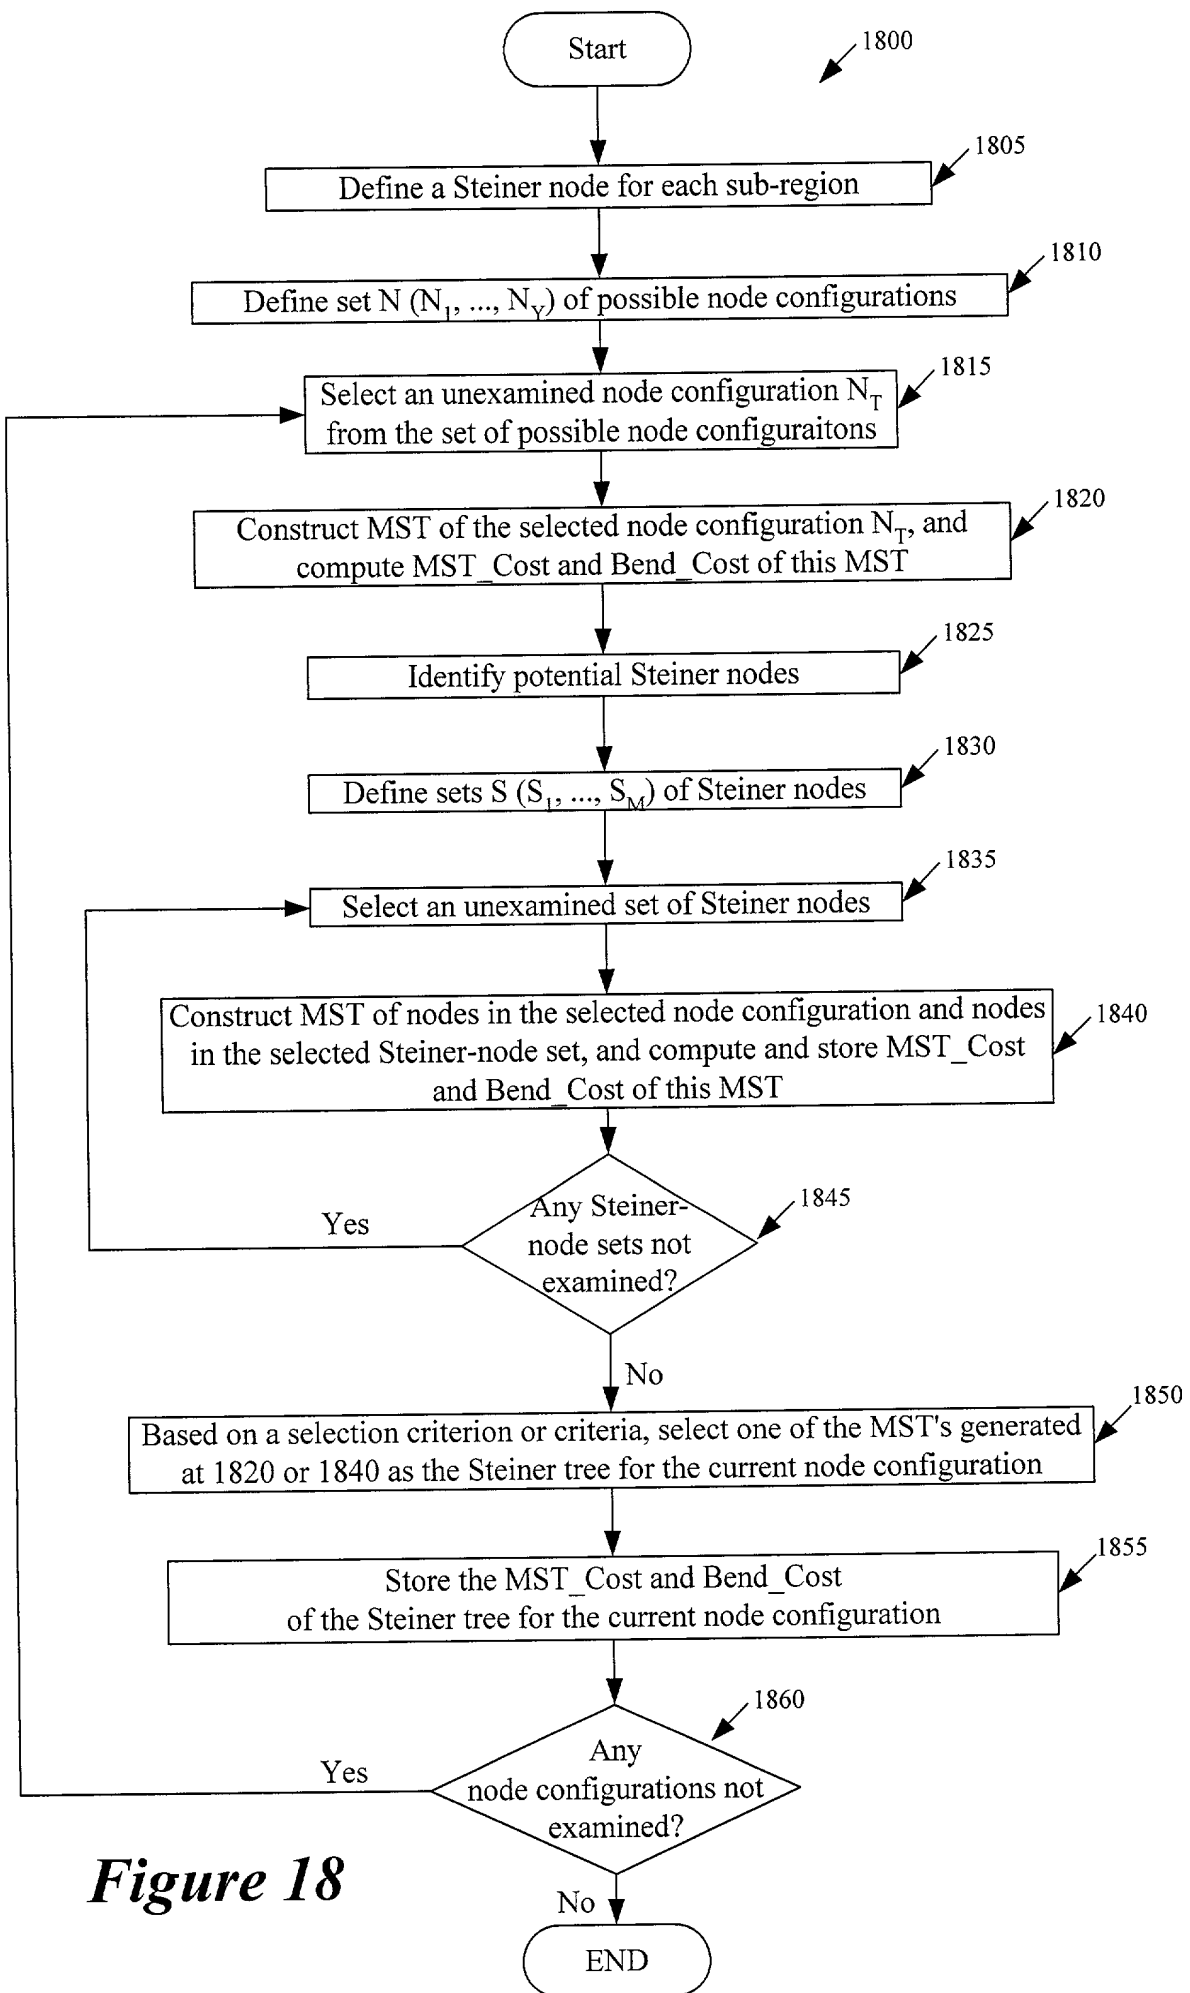 Start
1800
1805
Define a Steiner node for each sub-region
1810
Define set N (N1, ..., NY) of possible node configurations
1815
Select an unexamined node configuration NT
from the set of possible node configuraitons
1820
Construct MST of the selected node configuration NT, and
compute MST_Cost and Bend_Cost of this MST
1825
Identify potential Steiner nodes
1830
Define sets S (S1, ..., SM) of Steiner nodes
1835
Select an unexamined set of Steiner nodes
1840
Construct MST of nodes in the selected node configuration and nodes
in the selected Steiner-node set, and compute and store MST_Cost
and Bend_Cost of this MST
1845
Any Steiner-
node sets not
examined?
Yes
No
1850
Based on a selection criterion or criteria, select one of the MST's generated
at 1820 or 1840 as the Steiner tree for the current node configuration
1855
Store the MST_Cost and Bend_Cost
of the Steiner tree for the current node configuration
1860
Any
node configurations not
examined?
Yes
No
END
Figure 18